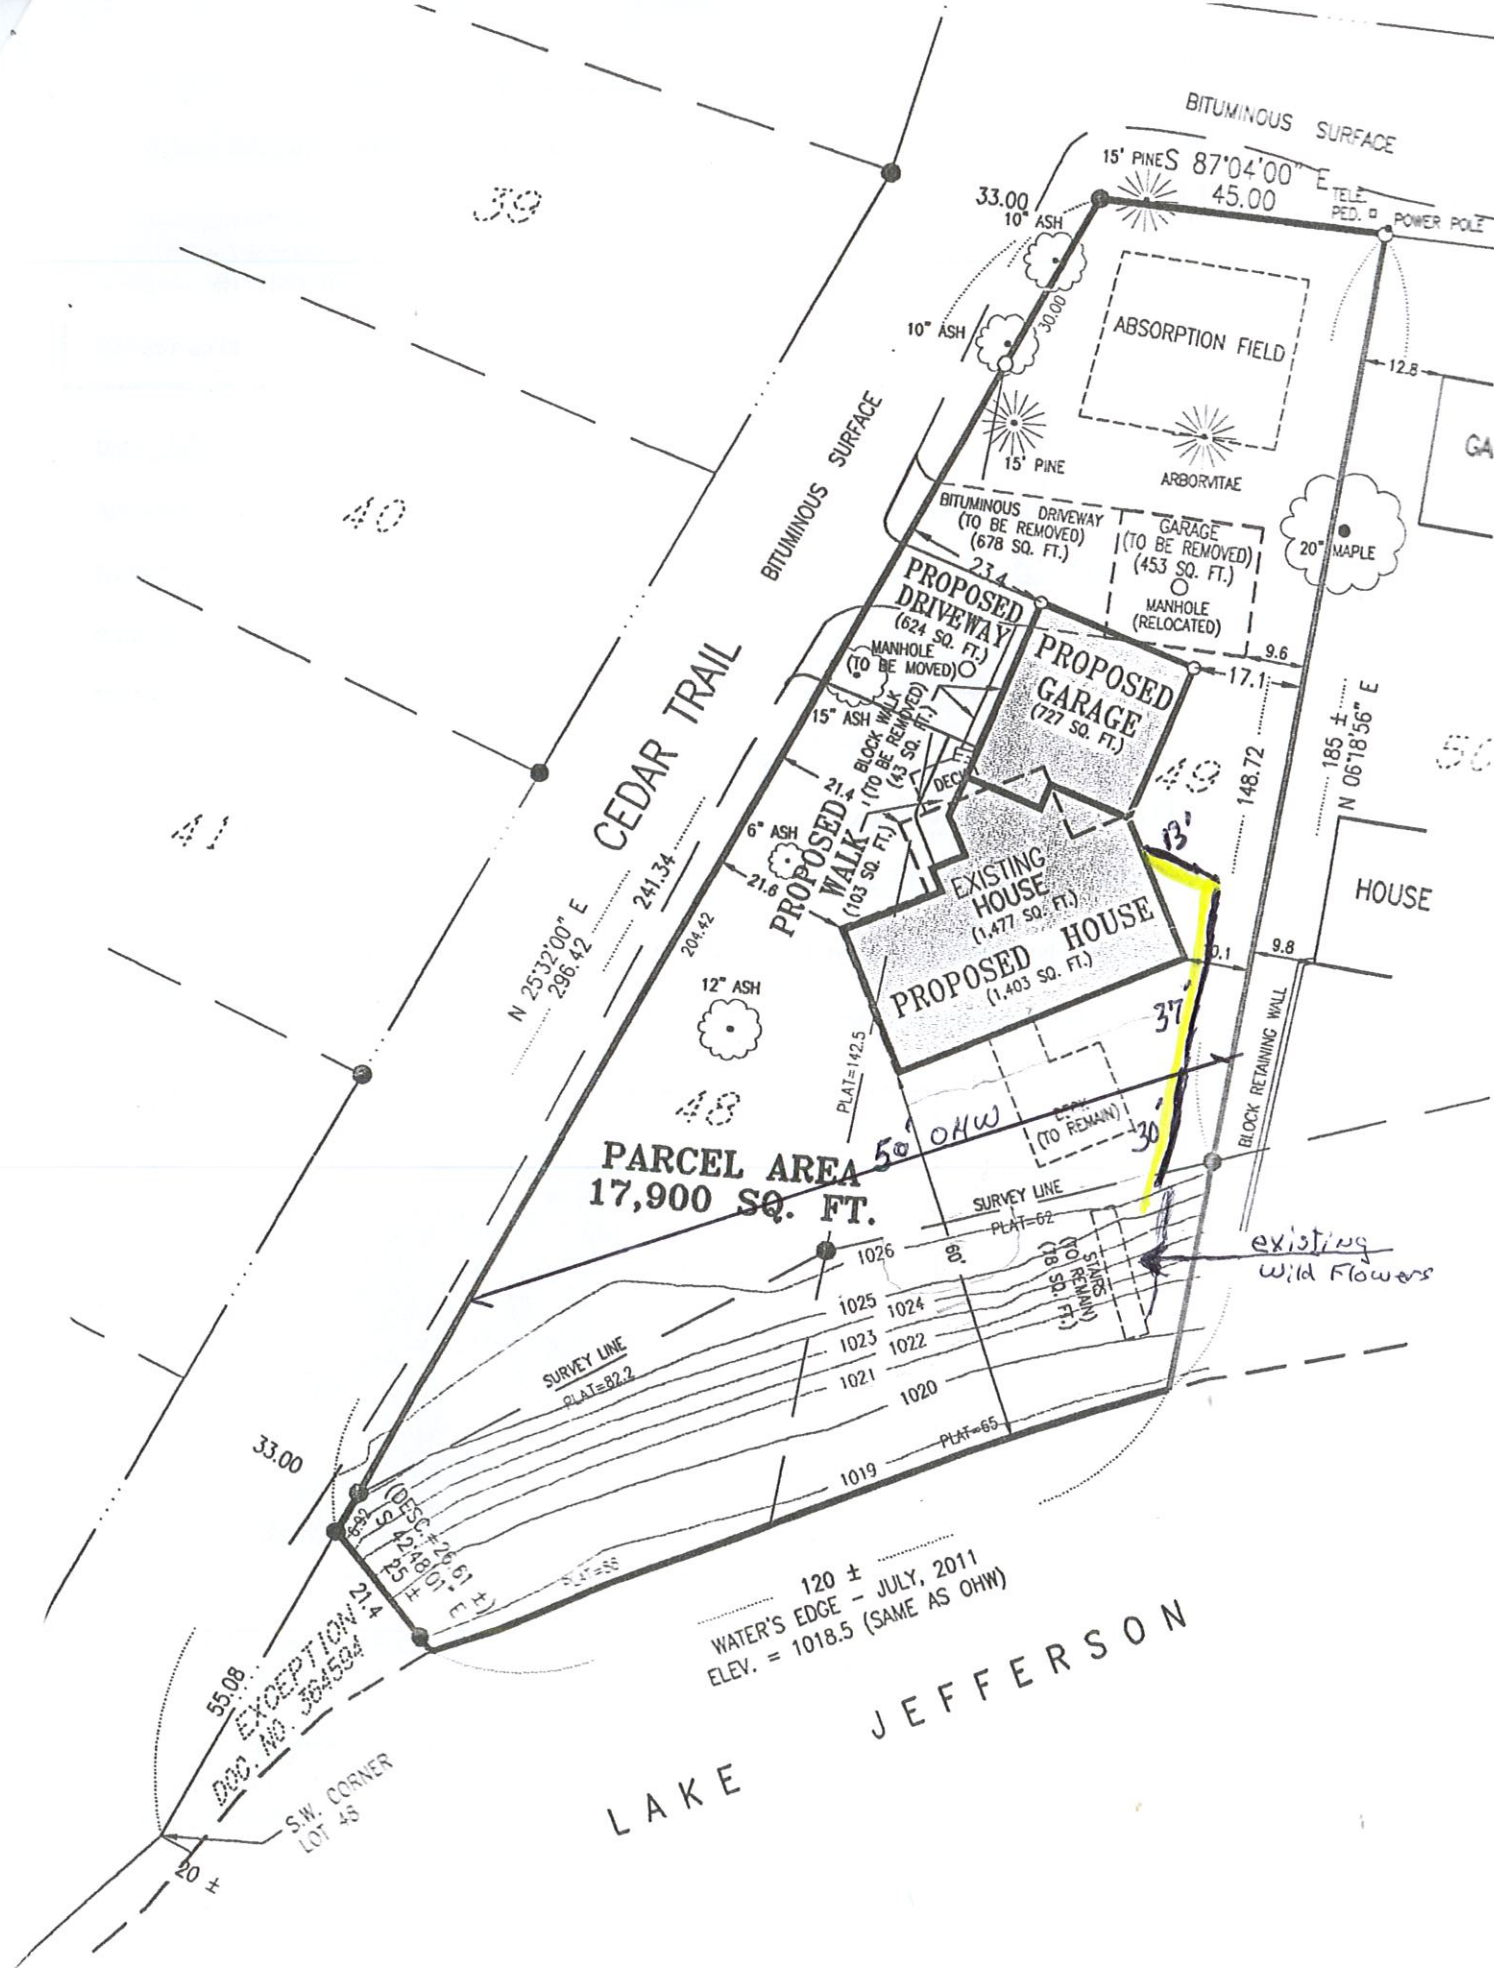 BITUMINOUS SURFACE
15' PINE
S 87°04'00" E
45.00
TELE.
PED.
POWER POLE
33.00
10" ASH
39
30.00
10" ASH
ABSORPTION FIELD
12.8
GA
15' PINE
ARBORVITAE
BITUMINOUS SURFACE
40
BITUMINOUS DRIVEWAY
(TO BE REMOVED)
(678 SQ. FT.)
GARAGE
(TO BE REMOVED)
(453 SQ. FT.)
MANHOLE
(RELOCATED)
20" MAPLE
23.4
PROPOSED
DRIVEWAY
(624 SQ. FT.)
MANHOLE
(TO BE MOVED)
9.6
17.1
PROPOSED
GARAGE
(727 SQ. FT.)
CEDAR TRAIL
15" ASH
BLOCK WALK
(TO BE REMOVED)
(43 SQ. FT.)
DECK
49
148.72
185 ±
N 06°18'56" E
50
41
21.4
6" ASH
PROPOSED
WALK
(103 SQ. FT.)
13'
21.6
241.34
EXISTING
HOUSE
(1,477 SQ. FT.)
HOUSE
204.42
N 25°32'00" E
296.42
PROPOSED HOUSE
(1,403 SQ. FT.)
10.1
9.8
12" ASH
37'
PLAT=142.5
BLOCK RETAINING WALL
48
50' OHW
DECK
(TO REMAIN)
30'
PARCEL AREA
17,900 SQ. FT.
SURVEY LINE
PLAT=62
1026
60'
STAIRS
(TO REMAIN)
(78 SQ. FT.)
existing
Wild Flowers
1025
1024
1023
1022
1021
1020
SURVEY LINE
PLAT=82.2
PLAT=65
1019
33.00
6.92
(DESC.=26.61 ±)
S 42°48'01" E
25 ±
21.4
120 ±
WATER'S EDGE - JULY, 2011
ELEV. = 1018.5 (SAME AS OHW)
55.08
EXCEPTION
DOC. NO. 364594
S.W. CORNER
LOT 48
20 ±
LAKE JEFFERSON